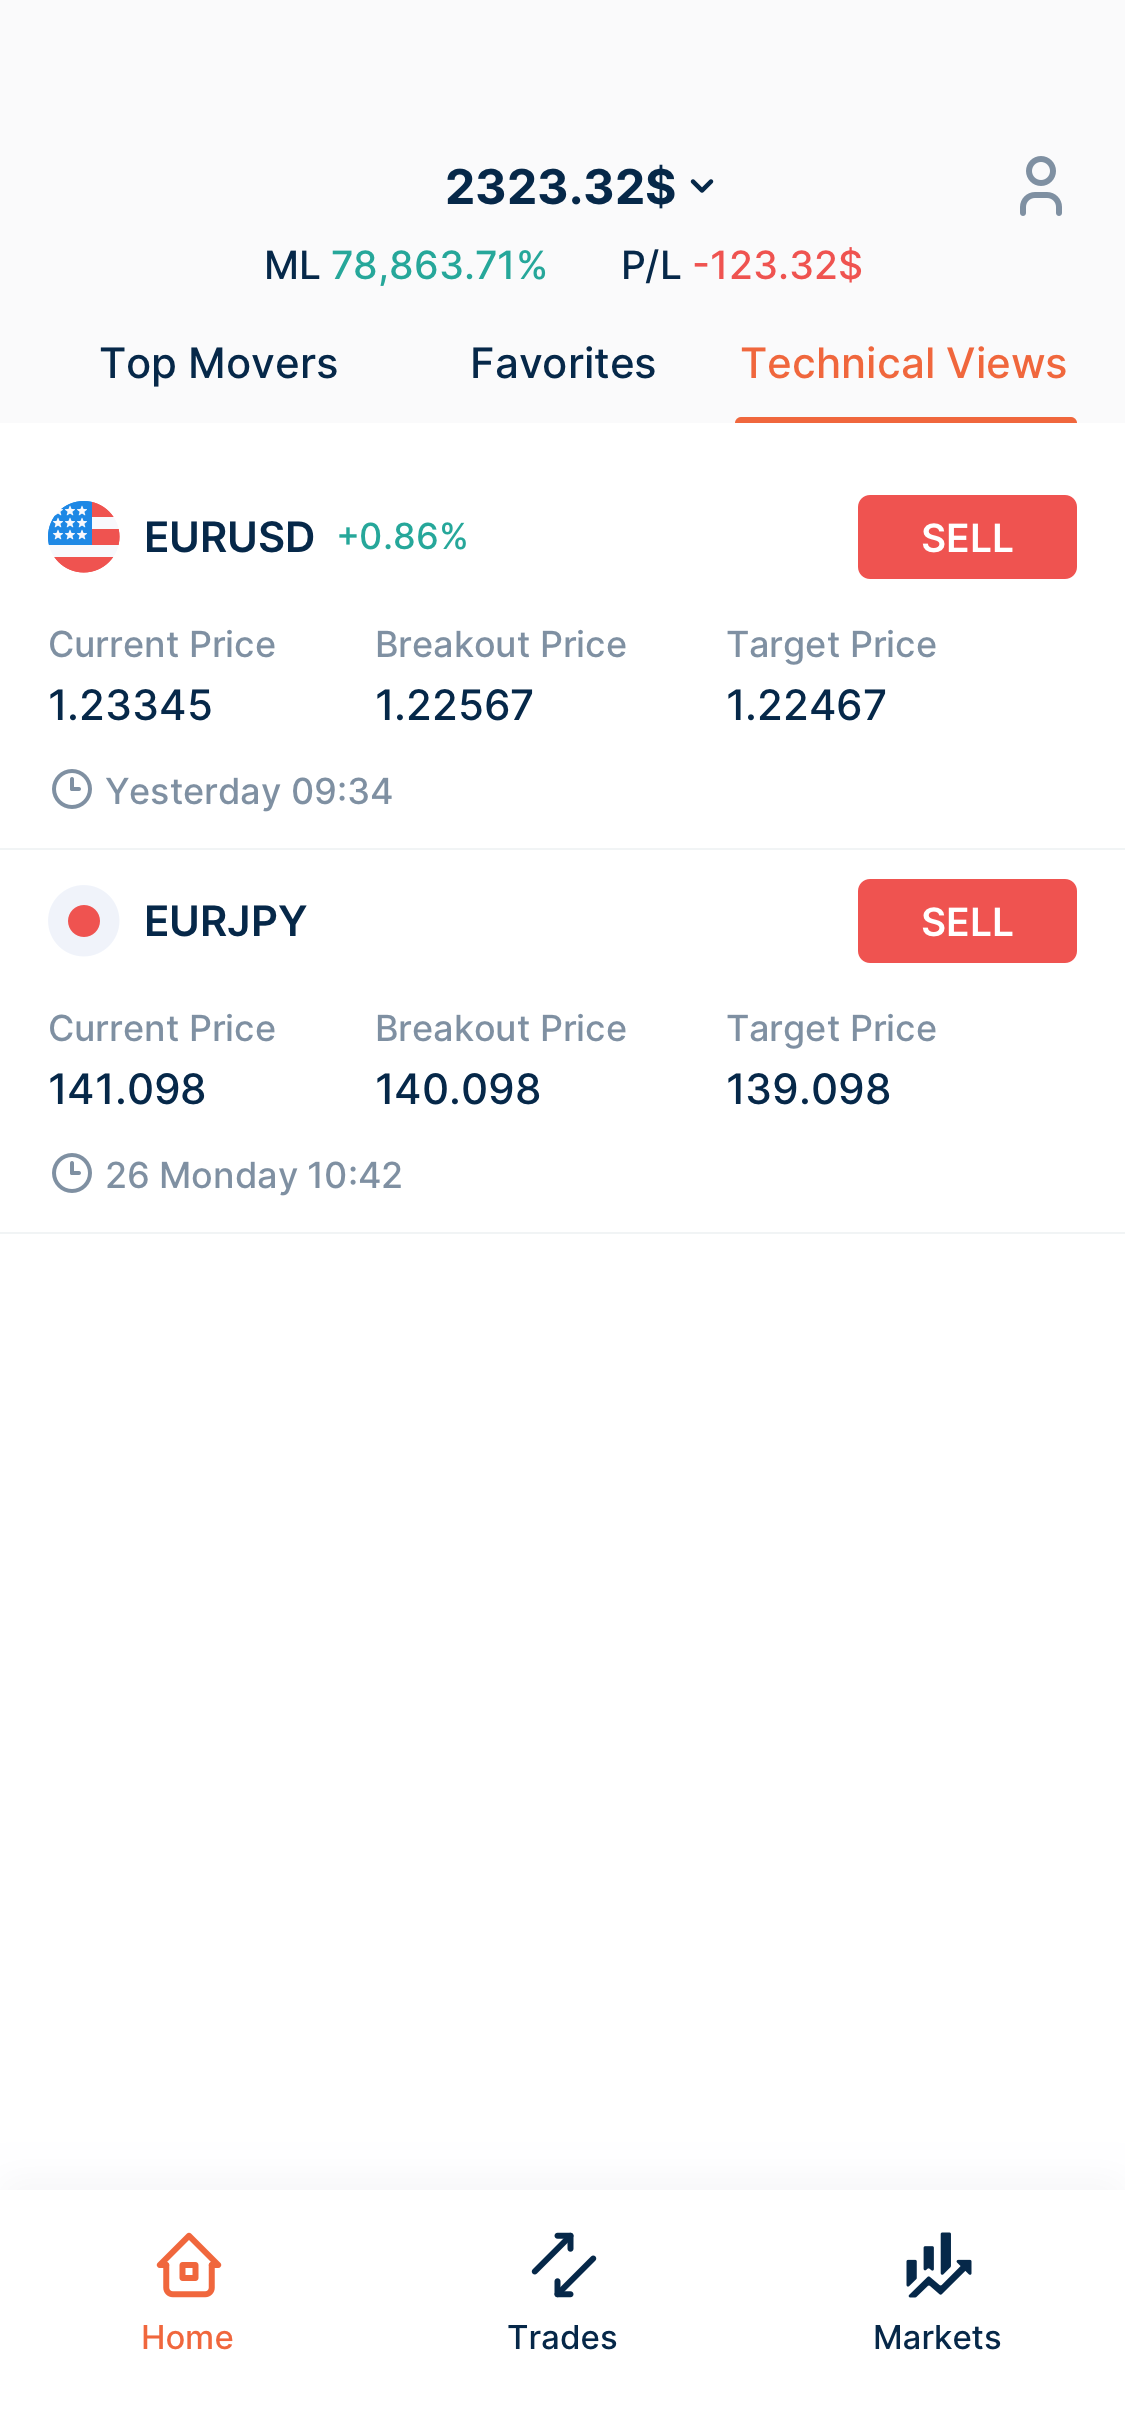 2323.32$
ML 78,863.71% P/L -123.32$
Top Movers Favorites Technical Views
EURUSD +0.86% SELL
Current Price Breakout Price Target Price
1.23345 1.22567 1.22467
Yesterday 09:34
EURJPY SELL
Current Price Breakout Price Target Price
141.098 140.098 139.098
26 Monday 10:42
Home Trades Markets